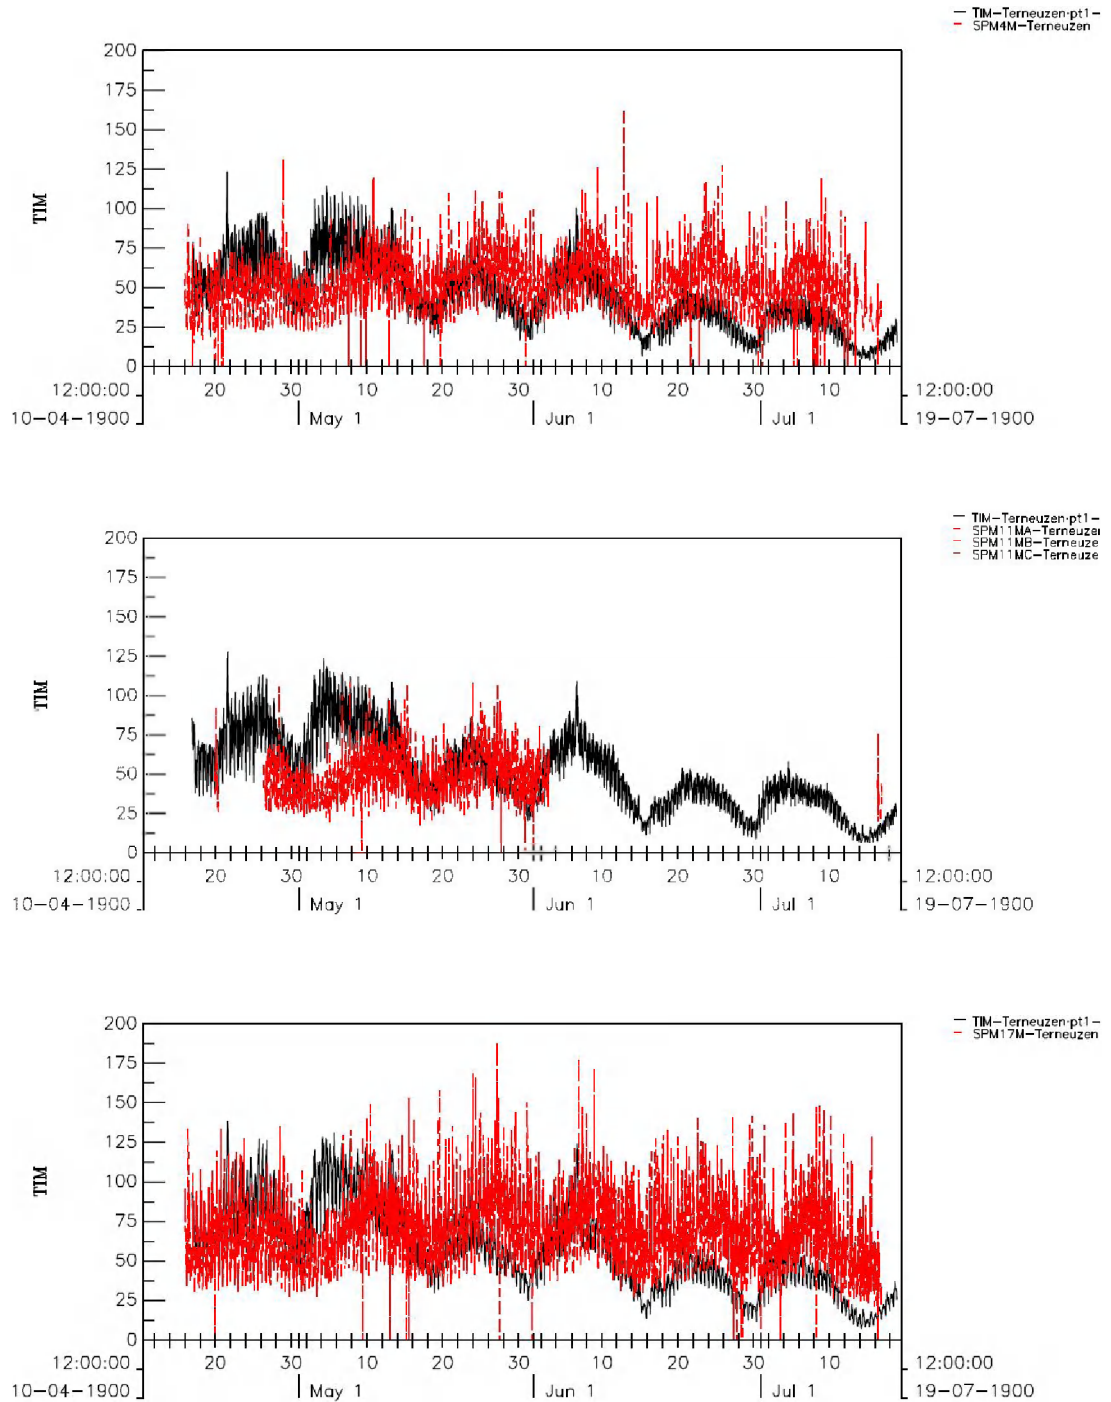 TIM-Terneuzen-pt1-
SPM4M-Terneuzen
200
175
150
125
100
75
50
25
0
TIM
20 30 10 20 30 10 20 10
12:00:00 12:00:00
10-04-1900 May 1 Jun 1 Jul 1 19-07-1900
TIM-Terneuzen-pt1-
SPM11MA-Terneuzen
SPM11MB-Terneuze
SPM11MC-Terneuze
200
175
150
125
100
75
50
25
0
TIM
20 30 10 20 30 10 20 30 10
12:00:00 12:00:00
10-04-1900 May 1 Jun 1 Jul 1 19-07-1900
TIM-Terneuzen-pt1-
SPM17M-Terneuzen
200
175
150
125
100
75
50
25
0
TIM
20 30 10 20 30 10 20 30 10
12:00:00 12:00:00
10-04-1900 May 1 Jun 1 Jul 1 19-07-1900